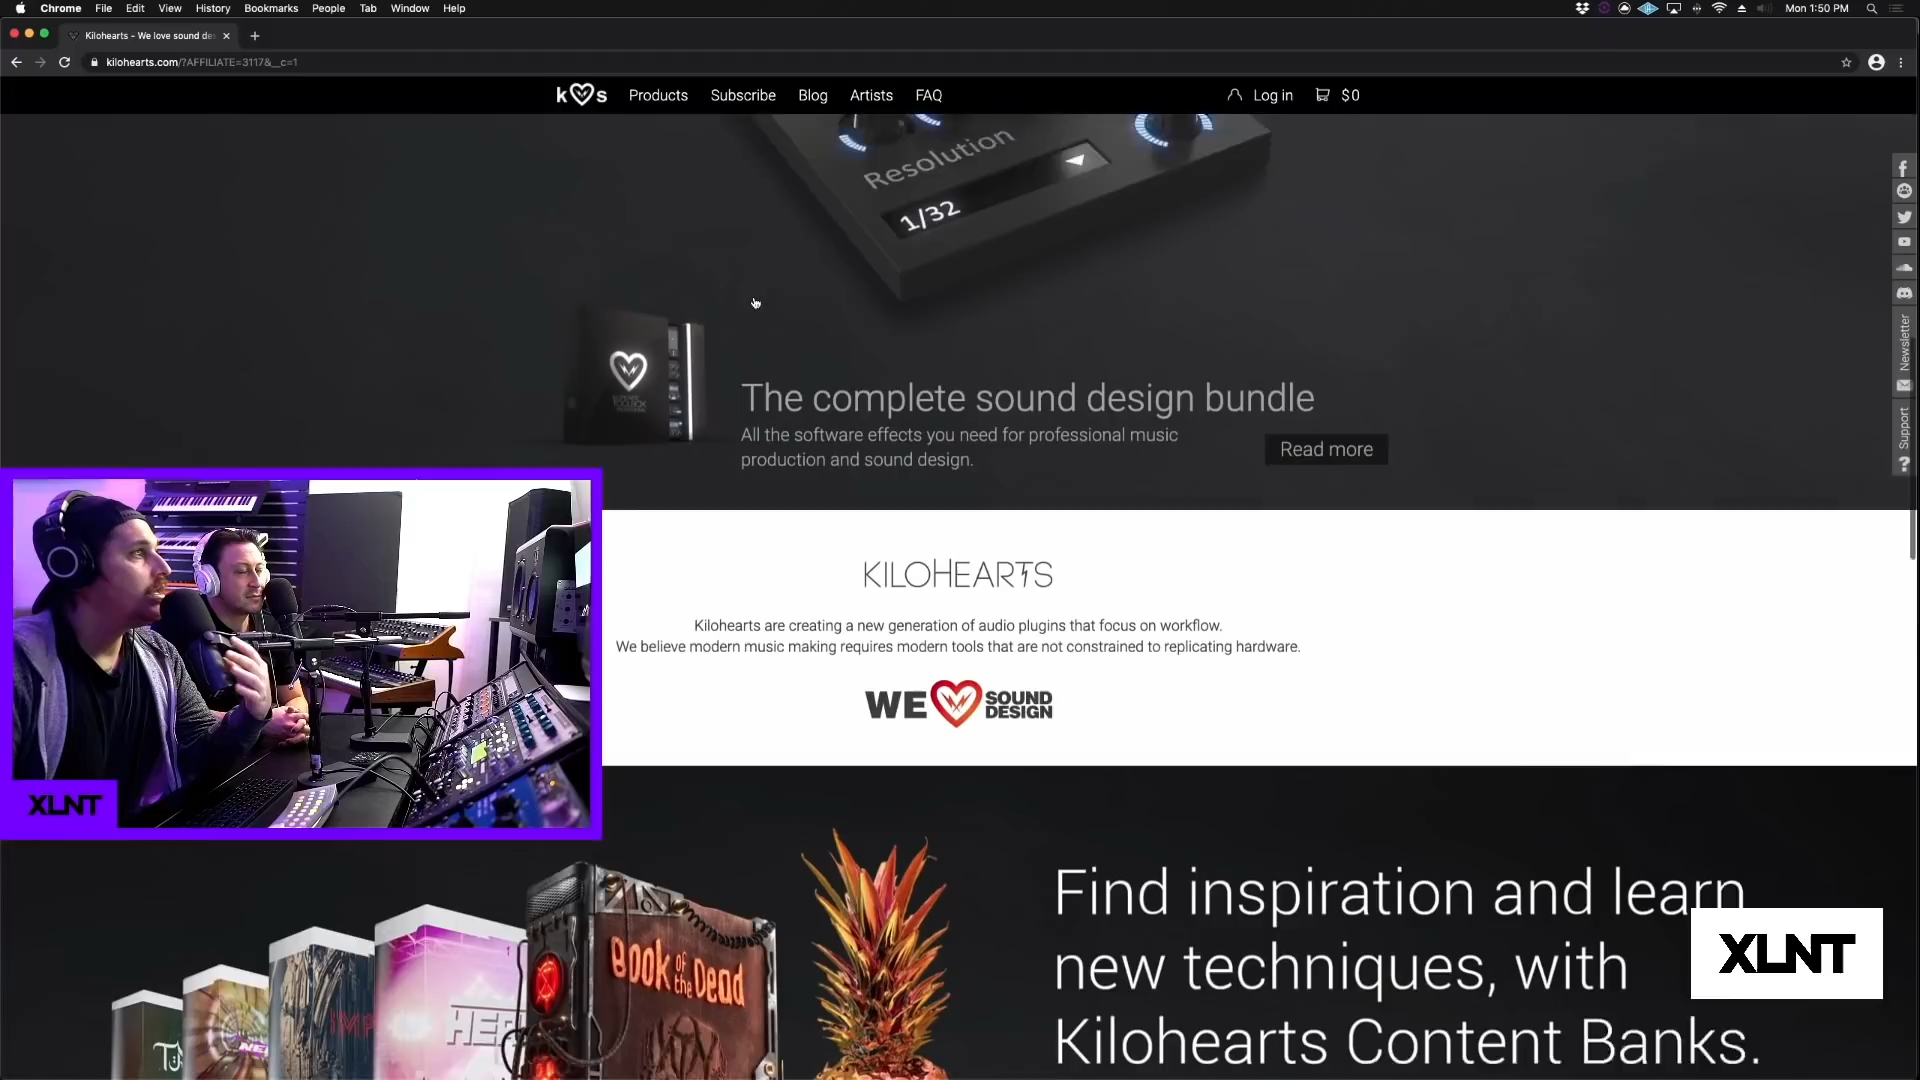 Chrome File Edit View History Bookmarks People Tab Window Help
Mon 1:50 PM
Kilohearts - We love sound des
kilohearts.com/?AFFILIATE=3117&__c=1
k s Products Subscribe Blog Artists FAQ Log in $0
Resolution
1/32
Newsletter
Support
The complete sound design bundle
All the software effects you need for professional music
production and sound design.
Read more
KILOHEARTS
Kilohearts are creating a new generation of audio plugins that focus on workflow.
We believe modern music making requires modern tools that are not constrained to replicating hardware.
WE SOUND
DESIGN
XLNT
Book
of
the Dead
Find inspiration and learn
new techniques, with
Kilohearts Content Banks.
XLNT